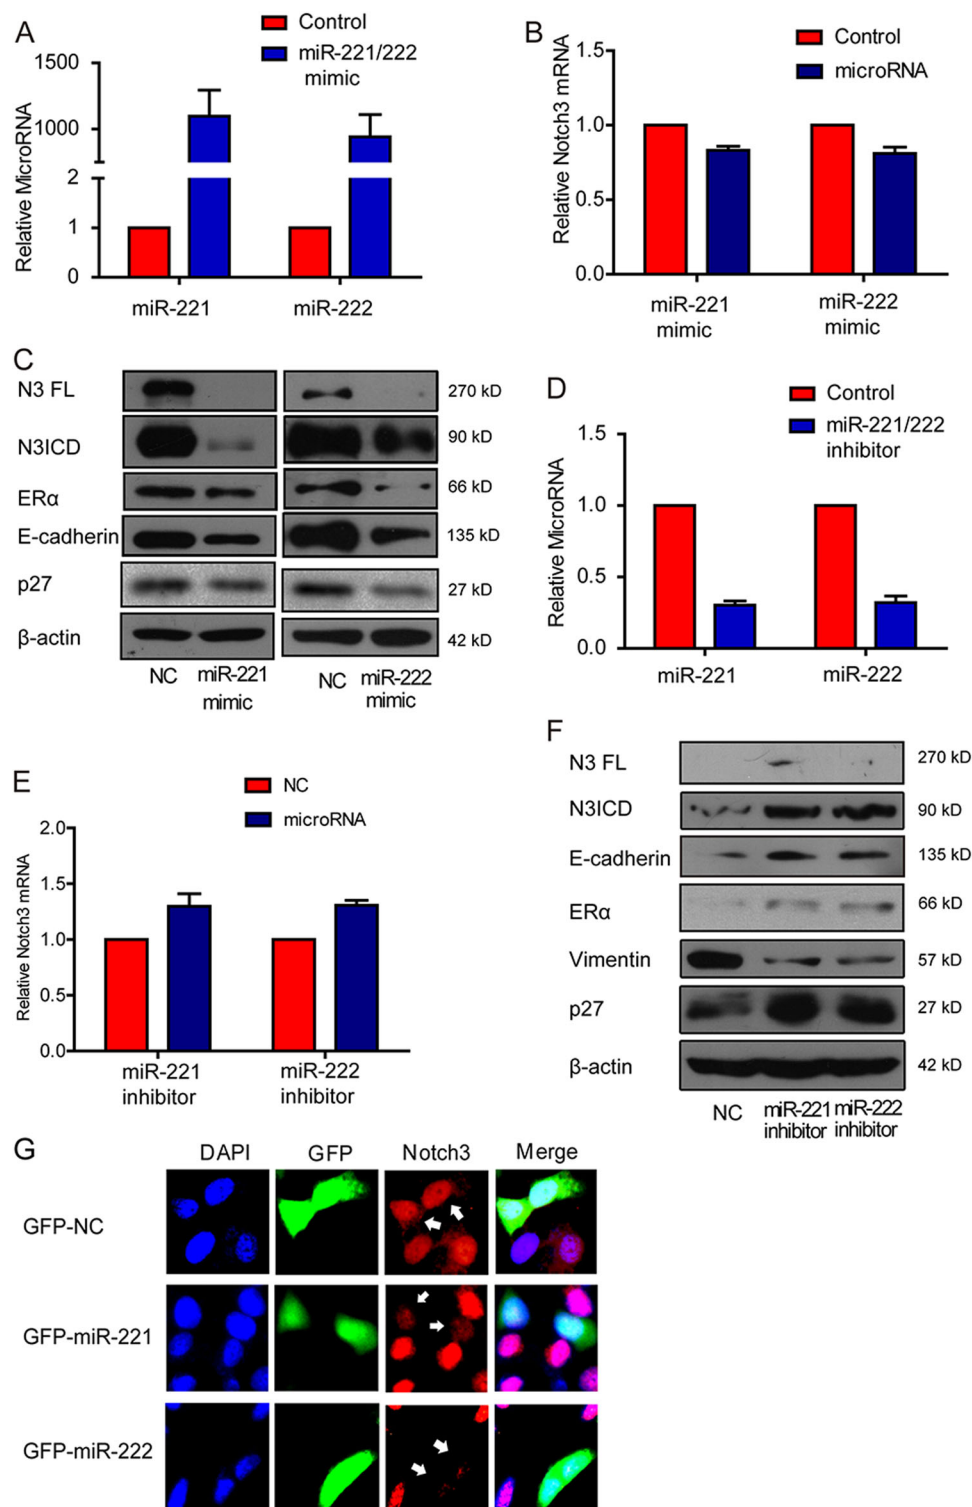 A
Control
miR-221/222
mimic
Relative MicroRNA
1500
1000
2
1
0
miR-221
miR-222
B
Control
microRNA
Relative Notch3 mRNA
1.5
1.0
0.5
0.0
miR-221
mimic
miR-222
mimic
C
N3 FL
270 kD
N3ICD
90 kD
ERα
66 kD
E-cadherin
135 kD
p27
27 kD
β-actin
42 kD
NC
miR-221
mimic
NC
miR-222
mimic
D
Control
miR-221/222
inhibitor
Relative MicroRNA
1.5
1.0
0.5
0.0
miR-221
miR-222
E
NC
microRNA
Relative Notch3 mRNA
2.0
1.5
1.0
0.5
0.0
miR-221
inhibitor
miR-222
inhibitor
F
N3 FL
270 kD
N3ICD
90 kD
E-cadherin
135 kD
ERα
66 kD
Vimentin
57 kD
p27
27 kD
β-actin
42 kD
NC
miR-221
inhibitor
miR-222
inhibitor
G
DAPI
GFP
Notch3
Merge
GFP-NC
GFP-miR-221
GFP-miR-222